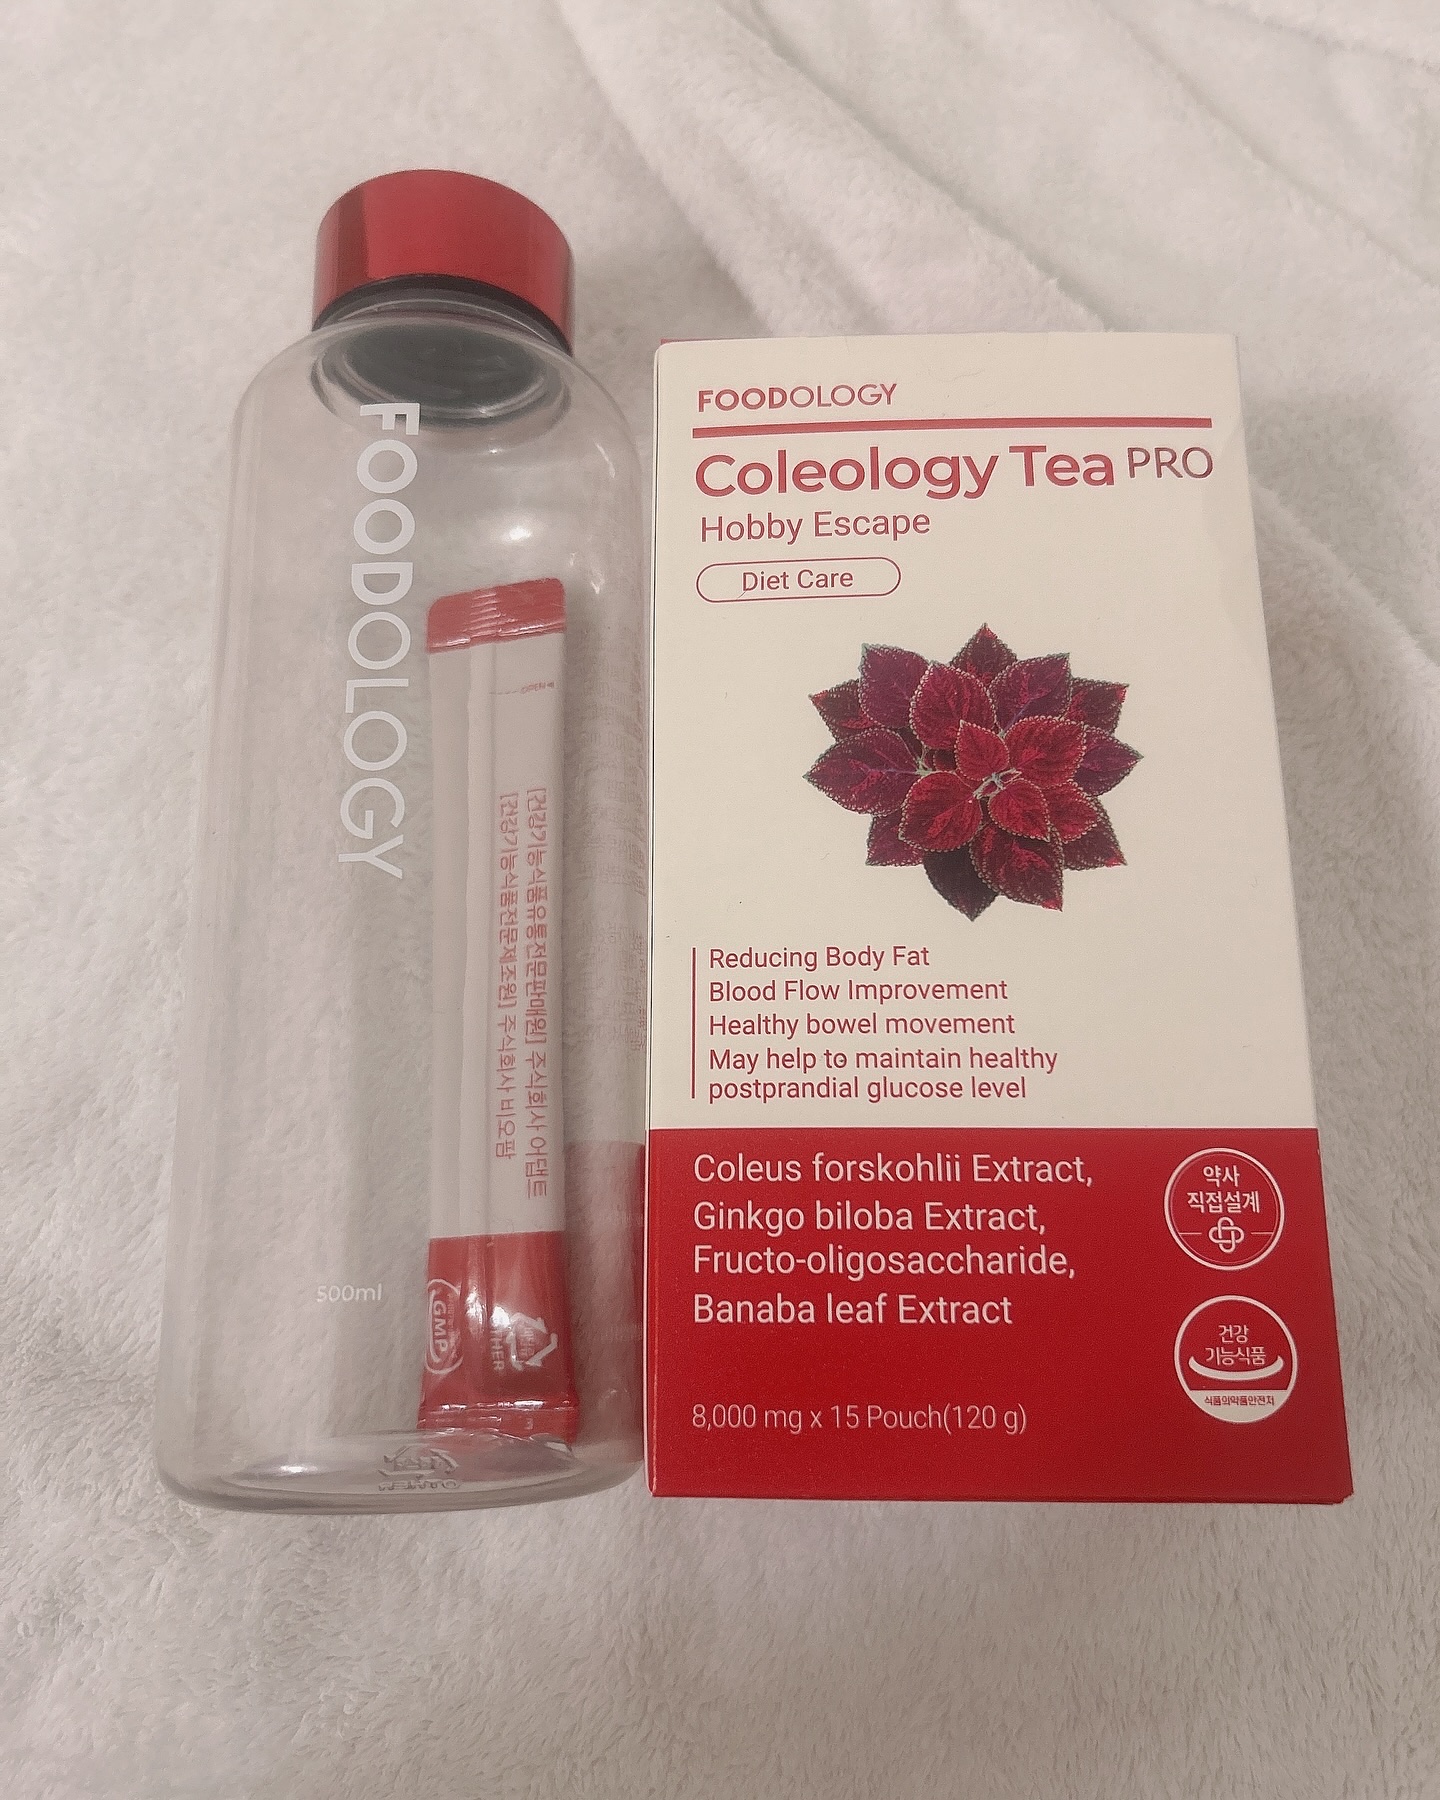 FOODOLOGY
500ml
OPEN
[건강기능식품유통전문판매원] 주식회사 어댑트
[건강기능식품전문제조원] 주식회사 비오팜
GMP
OTHER
FOODOLOGY
Coleology Tea PRO
Hobby Escape
Diet Care
Reducing Body Fat
Blood Flow Improvement
Healthy bowel movement
May help to maintain healthy
postprandial glucose level
Coleus forskohlii Extract,
Ginkgo biloba Extract,
Fructo-oligosaccharide,
Banaba leaf Extract
8,000 mg x 15 Pouch(120 g)
약사
직접설계
건강
기능식품
식품의약품안전처